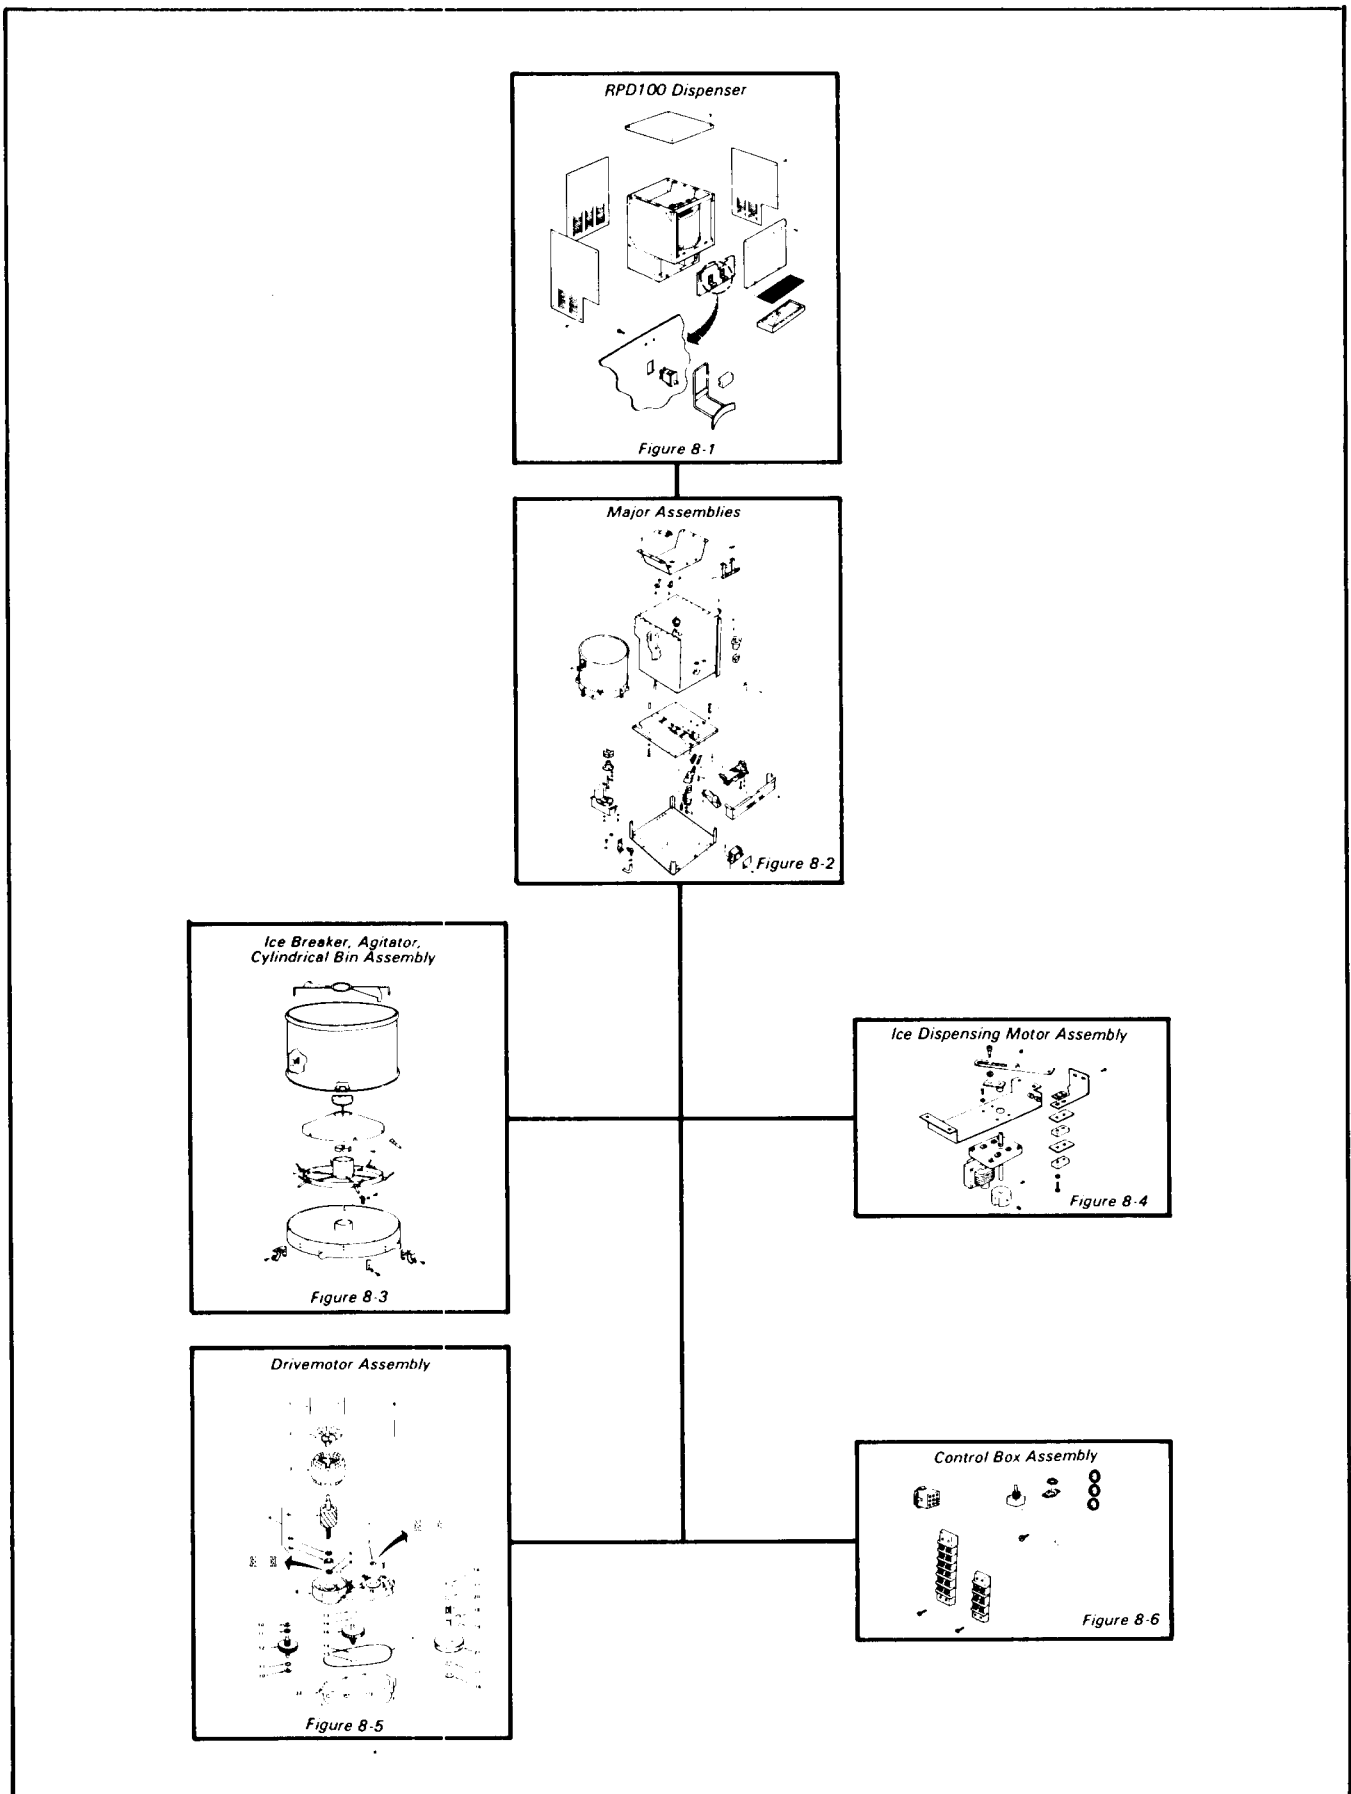 RPD100 Dispenser
Figure 8-1
Major Assemblies
Figure 8-2
Ice Breaker, Agitator,
Cylindrical Bin Assembly
Figure 8-3
Ice Dispensing Motor Assembly
Figure 8-4
Drivemotor Assembly
Figure 8-5
Control Box Assembly
Figure 8-6